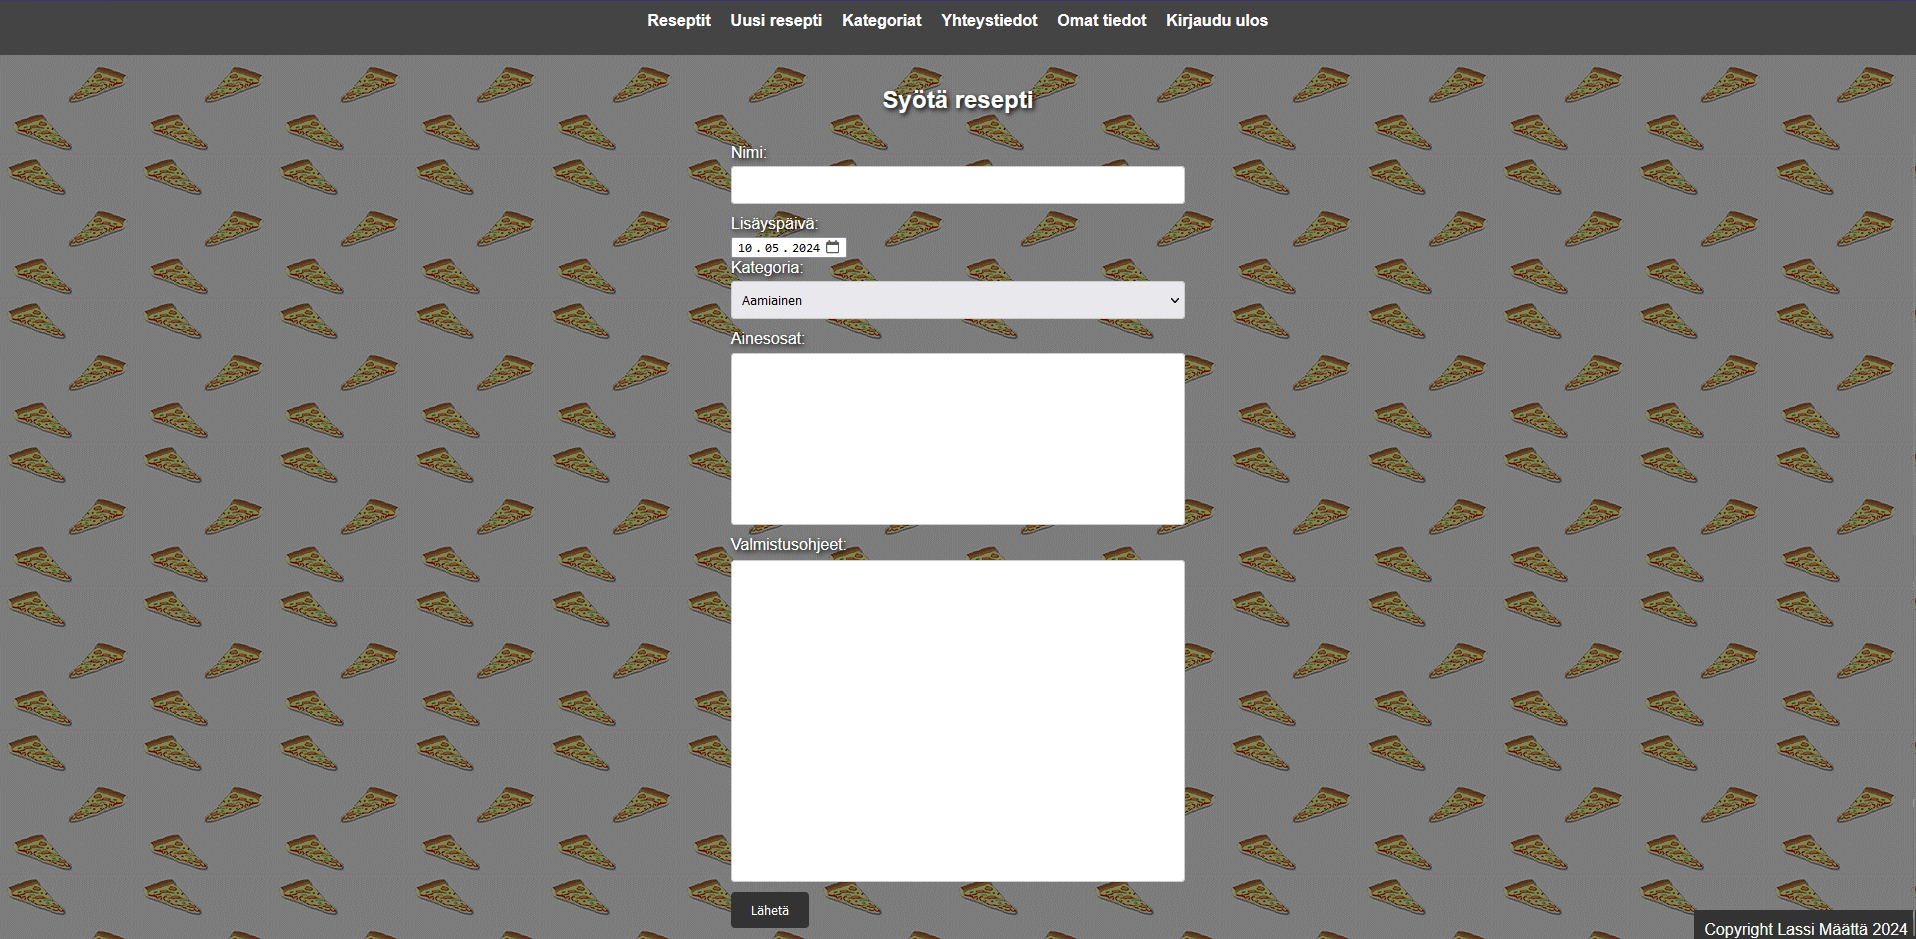 Reseptit Uusi resepti Kategoriat Yhteystiedot Omat tiedot Kirjaudu ulos
Syötä resepti
Nimi:
Lisäyspäivä:
10.05.2024
Kategoria:
Aamiainen
Ainesosat:
Valmistusohjeet:
Lähetä
Copyright Lassi Määttä 2024